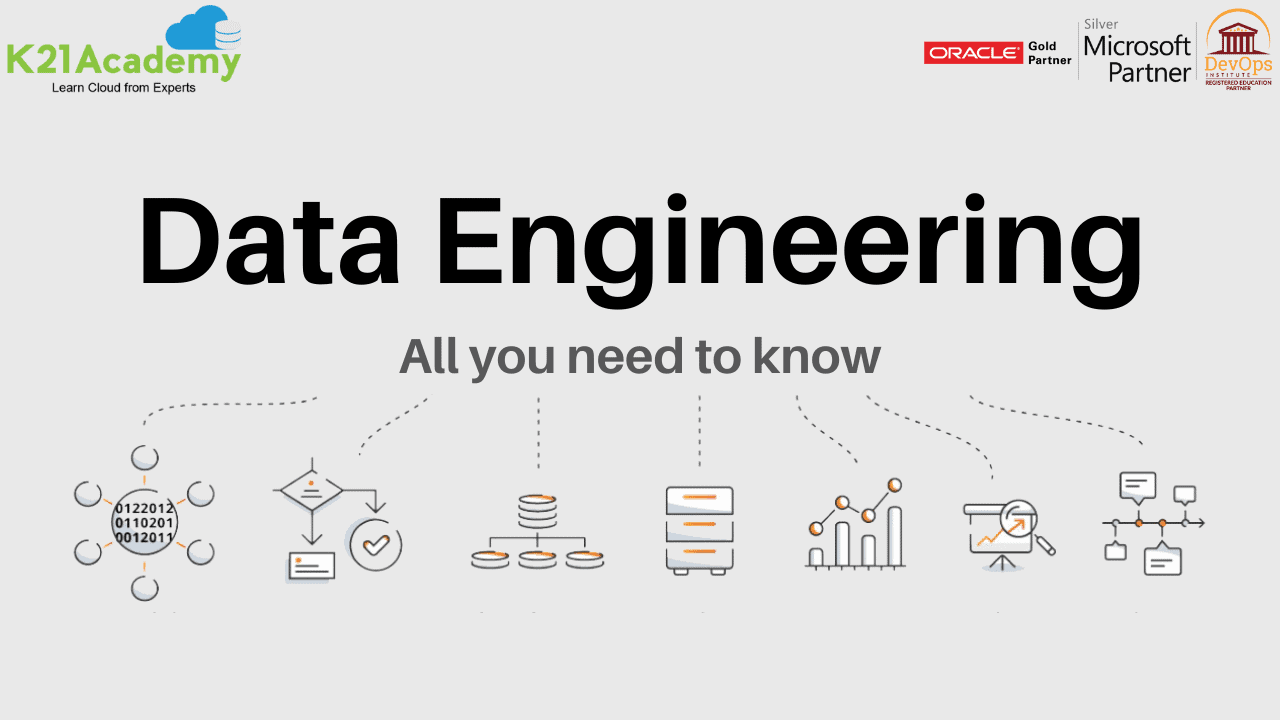 K21Academy
Learn Cloud from Experts
ORACLE® Gold Partner
Silver
Microsoft
Partner
DevOps
INSTITUTE
REGISTERED EDUCATION
PARTNER
Data Engineering
All you need to know
0122012
0110201
0012011